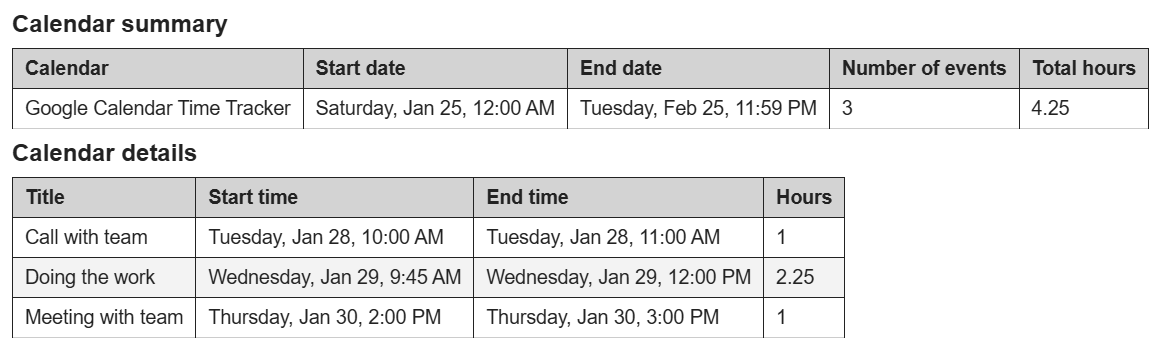 Calendar summary
Calendar Start date End date Number of events Total hours
Google Calendar Time Tracker Saturday, Jan 25, 12:00 AM Tuesday, Feb 25, 11:59 PM 3 4.25
Calendar details
Title Start time End time Hours
Call with team Tuesday, Jan 28, 10:00 AM Tuesday, Jan 28, 11:00 AM 1
Doing the work Wednesday, Jan 29, 9:45 AM Wednesday, Jan 29, 12:00 PM 2.25
Meeting with team Thursday, Jan 30, 2:00 PM Thursday, Jan 30, 3:00 PM 1